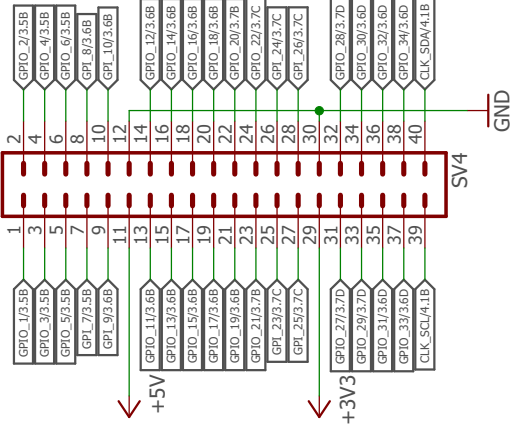 GPIO_2/3.5B
GPIO_4/3.5B
GPIO_6/3.5B
GPI_8/3.6B
GPI_10/3.6B
GPIO_12/3.6B
GPIO_14/3.6B
GPIO_16/3.6B
GPIO_18/3.6B
GPIO_20/3.7B
GPIO_22/3.7C
GPI_24/3.7C
GPI_26/3.7C
GPIO_28/3.7D
GPIO_30/3.6D
GPIO_32/3.6D
GPIO_34/3.6D
CLK_SDA/4.1B
GND
2
4
6
8
10
12
14
16
18
20
22
24
26
28
30
32
34
36
38
40
SV4
1
3
5
7
9
11
13
15
17
19
21
23
25
27
29
31
33
35
37
39
GPIO_1/3.5B
GPIO_3/3.5B
GPIO_5/3.5B
GPI_7/3.5B
GPI_9/3.6B
GPIO_11/3.6B
GPIO_13/3.6B
GPIO_15/3.6B
GPIO_17/3.6B
GPIO_19/3.6B
GPIO_21/3.7B
GPI_23/3.7C
GPI_25/3.7C
GPIO_27/3.7D
GPIO_29/3.7D
GPIO_31/3.6D
GPIO_33/3.6D
CLK_SCL/4.1B
+5V
+3V3